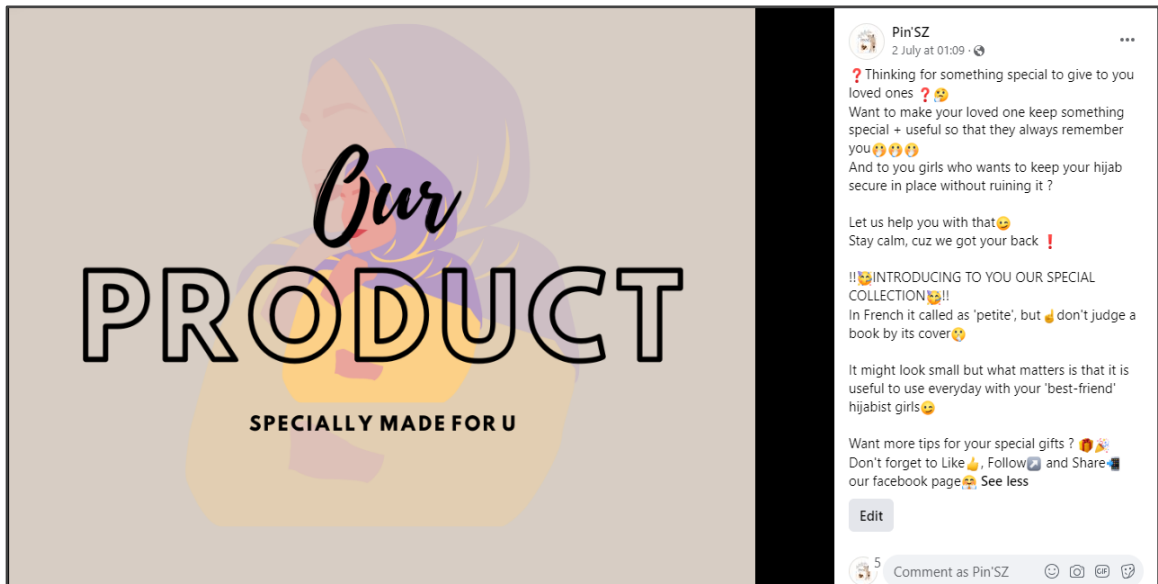 Our
PRODUCT
SPECIALLY MADE FOR U
Pin'SZ
2 July at 01:09 ·
❓Thinking for something special to give to you
loved ones ❓🤔
Want to make your loved one keep something
special + useful so that they always remember
you🤭🤭🤭
And to you girls who wants to keep your hijab
secure in place without ruining it ?
Let us help you with that😉
Stay calm, cuz we got your back ❗
!!🥰INTRODUCING TO YOU OUR SPECIAL
COLLECTION🥰!!
In French it called as 'petite', but ☝don't judge a
book by its cover🤭
It might look small but what matters is that it is
useful to use everyday with your 'best-friend'
hijabist girls😉
Want more tips for your special gifts ? 🎁🎉
Don't forget to Like👍, Follow↗ and Share📲
our facebook page🤗 See less
Edit
5
Comment as Pin'SZ
GIF